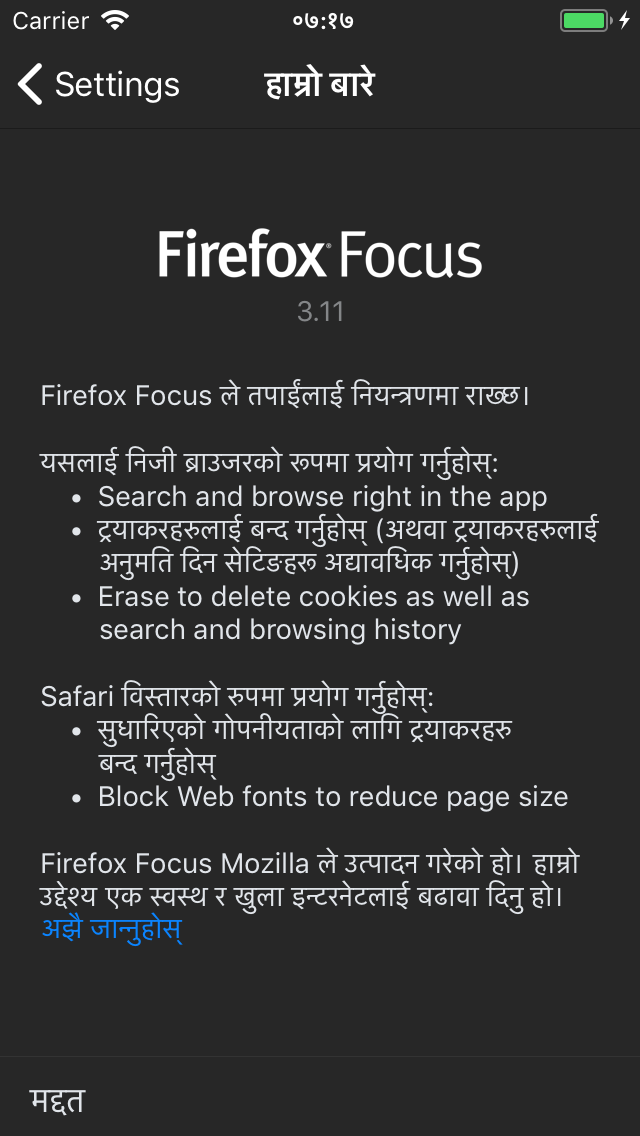 Carrier ०७:१७
Settings हाम्रो बारे
Firefox Focus
3.11
Firefox Focus ले तपाईंलाई नियन्त्रणमा राख्छ।
यसलाई निजी ब्राउजरको रूपमा प्रयोग गर्नुहोस्:
• Search and browse right in the app
• ट्र्याकरहरुलाई बन्द गर्नुहोस् (अथवा ट्र्याकरहरुलाई
अनुमति दिन सेटिङहरू अद्यावधिक गर्नुहोस्)
• Erase to delete cookies as well as
search and browsing history
Safari विस्तारको रुपमा प्रयोग गर्नुहोस्:
• सुधारिएको गोपनीयताको लागि ट्र्याकरहरु
बन्द गर्नुहोस्
• Block Web fonts to reduce page size
Firefox Focus Mozilla ले उत्पादन गरेको हो। हाम्रो
उद्देश्य एक स्वस्थ र खुला इन्टरनेटलाई बढावा दिनु हो।
अझै जान्नुहोस्
मद्दत